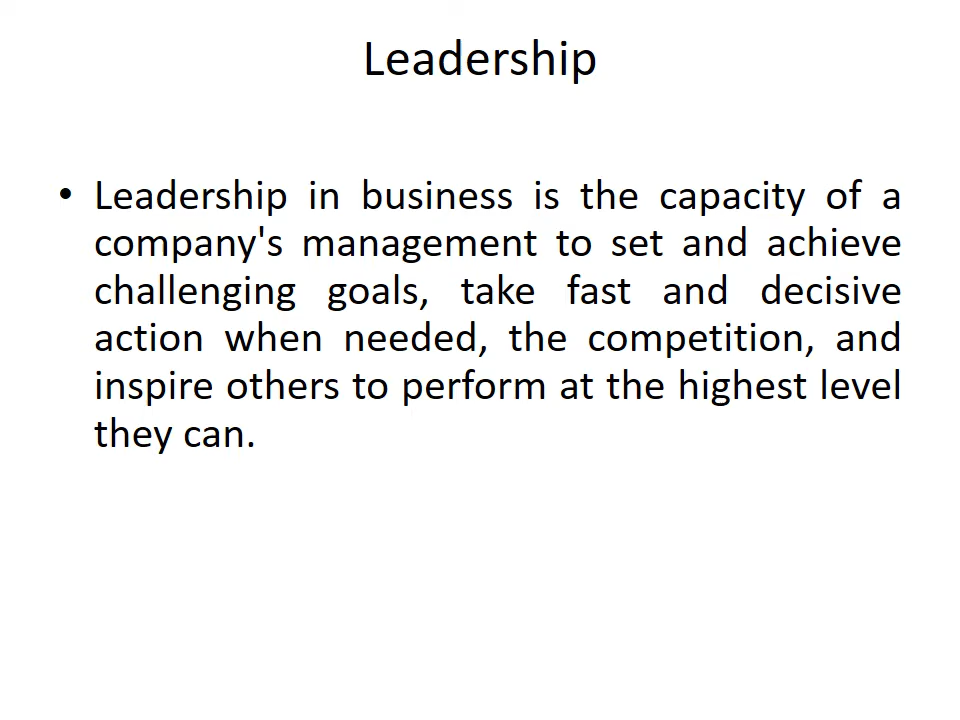 Leadership
• Leadership in business is the capacity of a
company's management to set and achieve
challenging goals, take fast and decisive
action when needed, the competition, and
inspire others to perform at the highest level
they can.